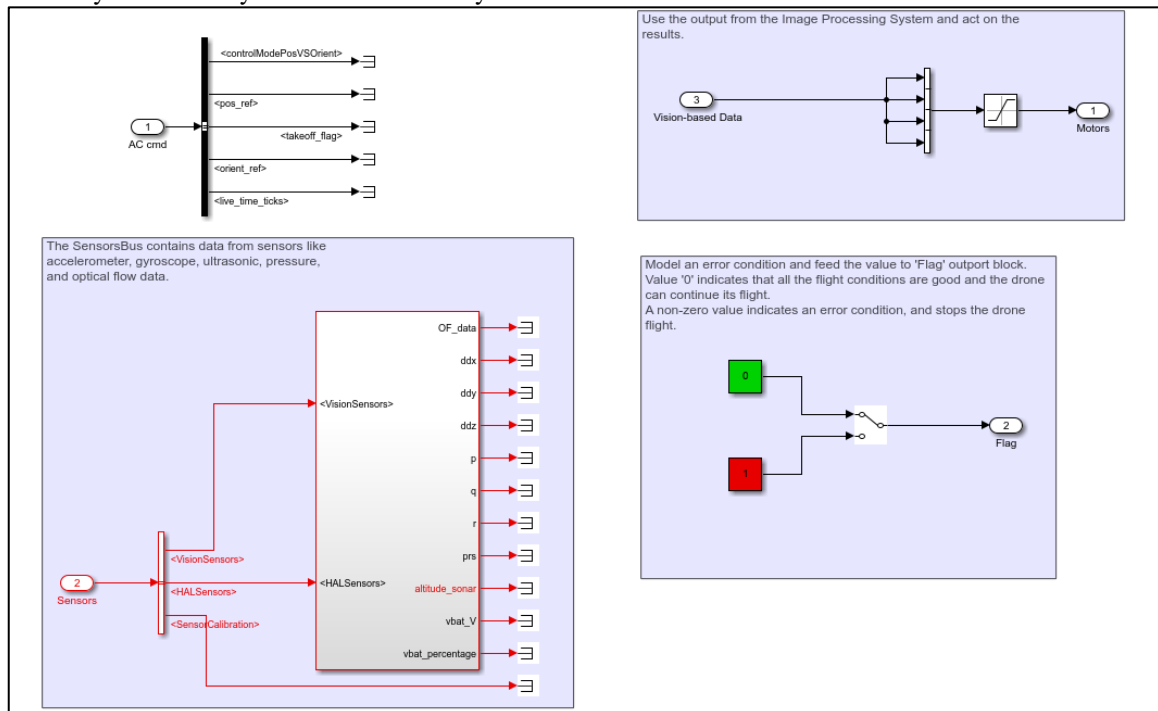 <controlModePosVSOrient>
<pos_ref>
1
AC cmd
<takeoff_flag>
<orient_ref>
<live_time_ticks>
Use the output from the Image Processing System and act on the
results.
3
Vision-based Data
1
Motors
The SensorsBus contains data from sensors like
accelerometer, gyroscope, ultrasonic, pressure,
and optical flow data.
OF_data
ddx
ddy
<VisionSensors>
ddz
p
q
r
prs
<VisionSensors>
2
Sensors
<HALSensors>
<HALSensors>
altitude_sonar
<SensorCalibration>
vbat_V
vbat_percentage
Model an error condition and feed the value to 'Flag' outport block.
Value '0' indicates that all the flight conditions are good and the drone
can continue its flight.
A non-zero value indicates an error condition, and stops the drone
flight.
0
2
Flag
1